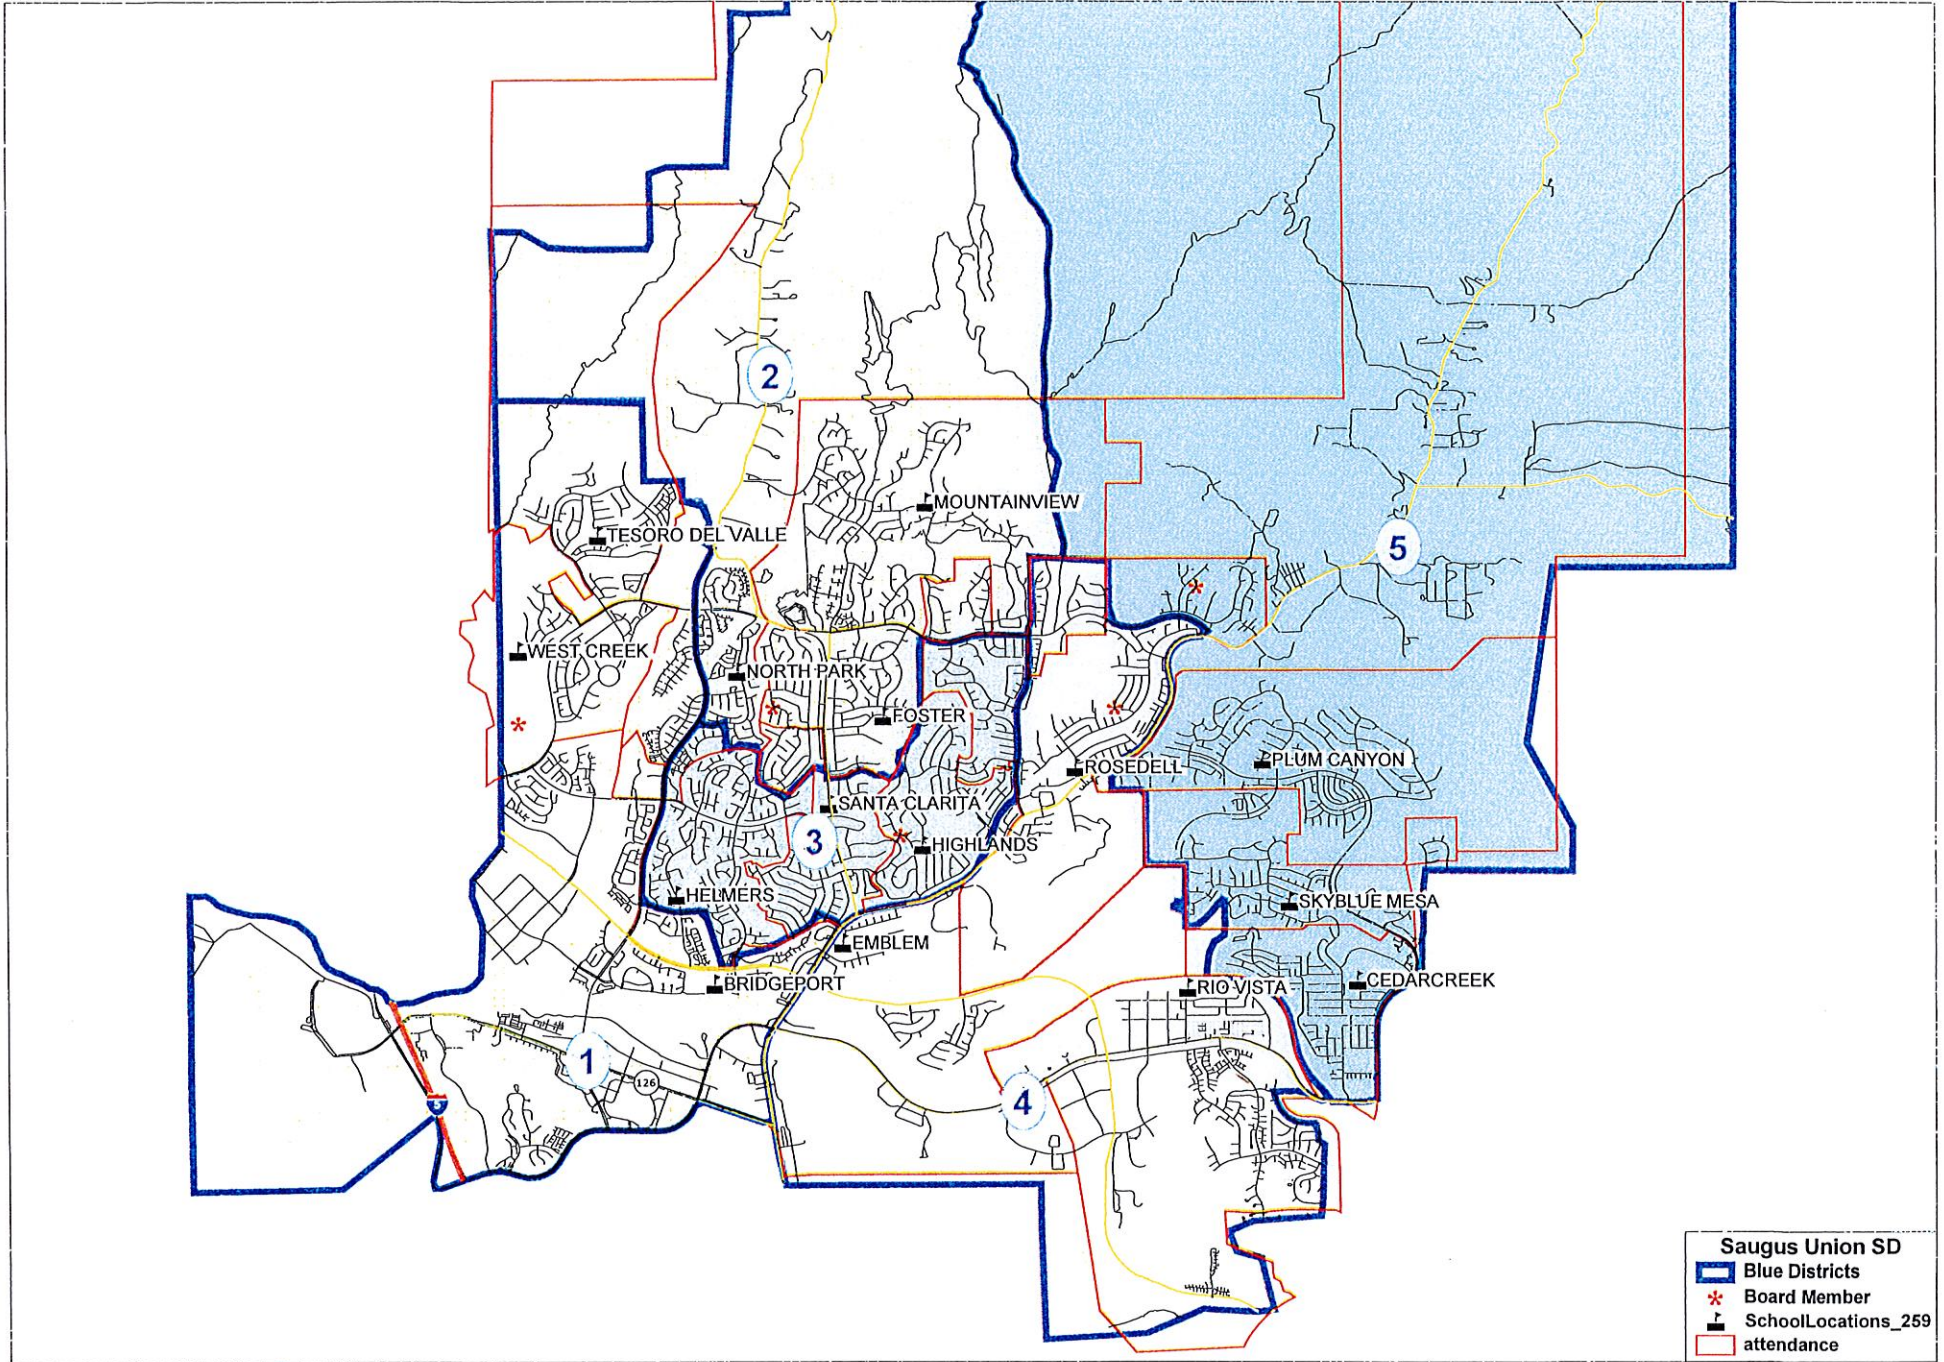 2
MOUNTAINVIEW
TESORO DEL VALLE
5
WEST CREEK
NORTH PARK
FOSTER
ROSEDELL
PLUM CANYON
SANTA CLARITA
3
HIGHLANDS
HELMERS
SKYBLUE MESA
EMBLEM
BRIDGEPORT
RIO VISTA
CEDARCREEK
1
126
5
4
Saugus Union SD
Blue Districts
Board Member
SchoolLocations_259
attendance